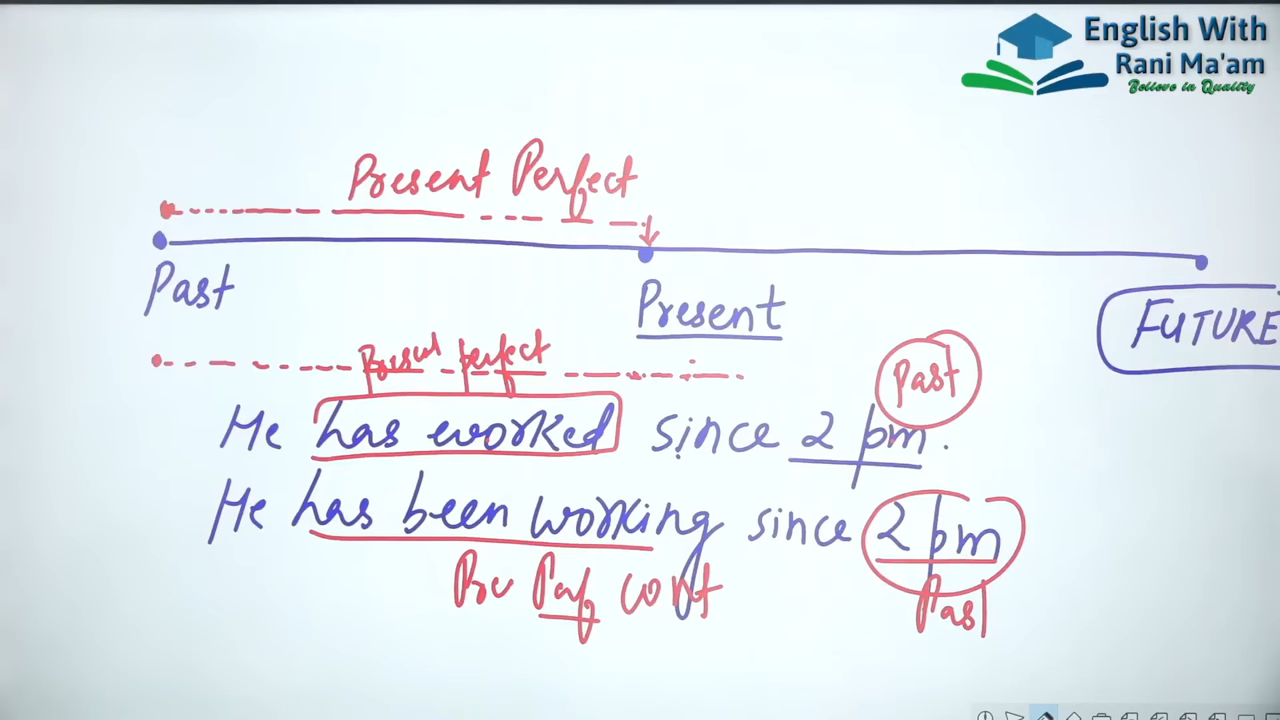 English With
Rani Ma'am
Believe in Quality
Present Perfect
Past
Present
FUTURE
Present perfect
Past
He has worked since 2 pm.
He has been working since 2 pm
Pre Perf cont
Past